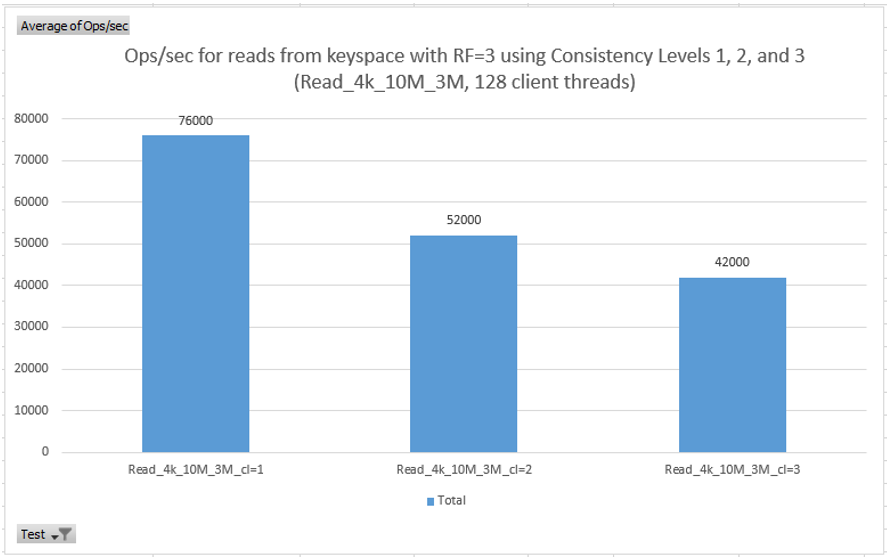 Average of Ops/sec
Ops/sec for reads from keyspace with RF=3 using Consistency Levels 1, 2, and 3
(Read_4k_10M_3M, 128 client threads)
80000
70000
60000
50000
40000
30000
20000
10000
0
76000
52000
42000
Read_4k_10M_3M_cl=1
Read_4k_10M_3M_cl=2
Read_4k_10M_3M_cl=3
Total
Test